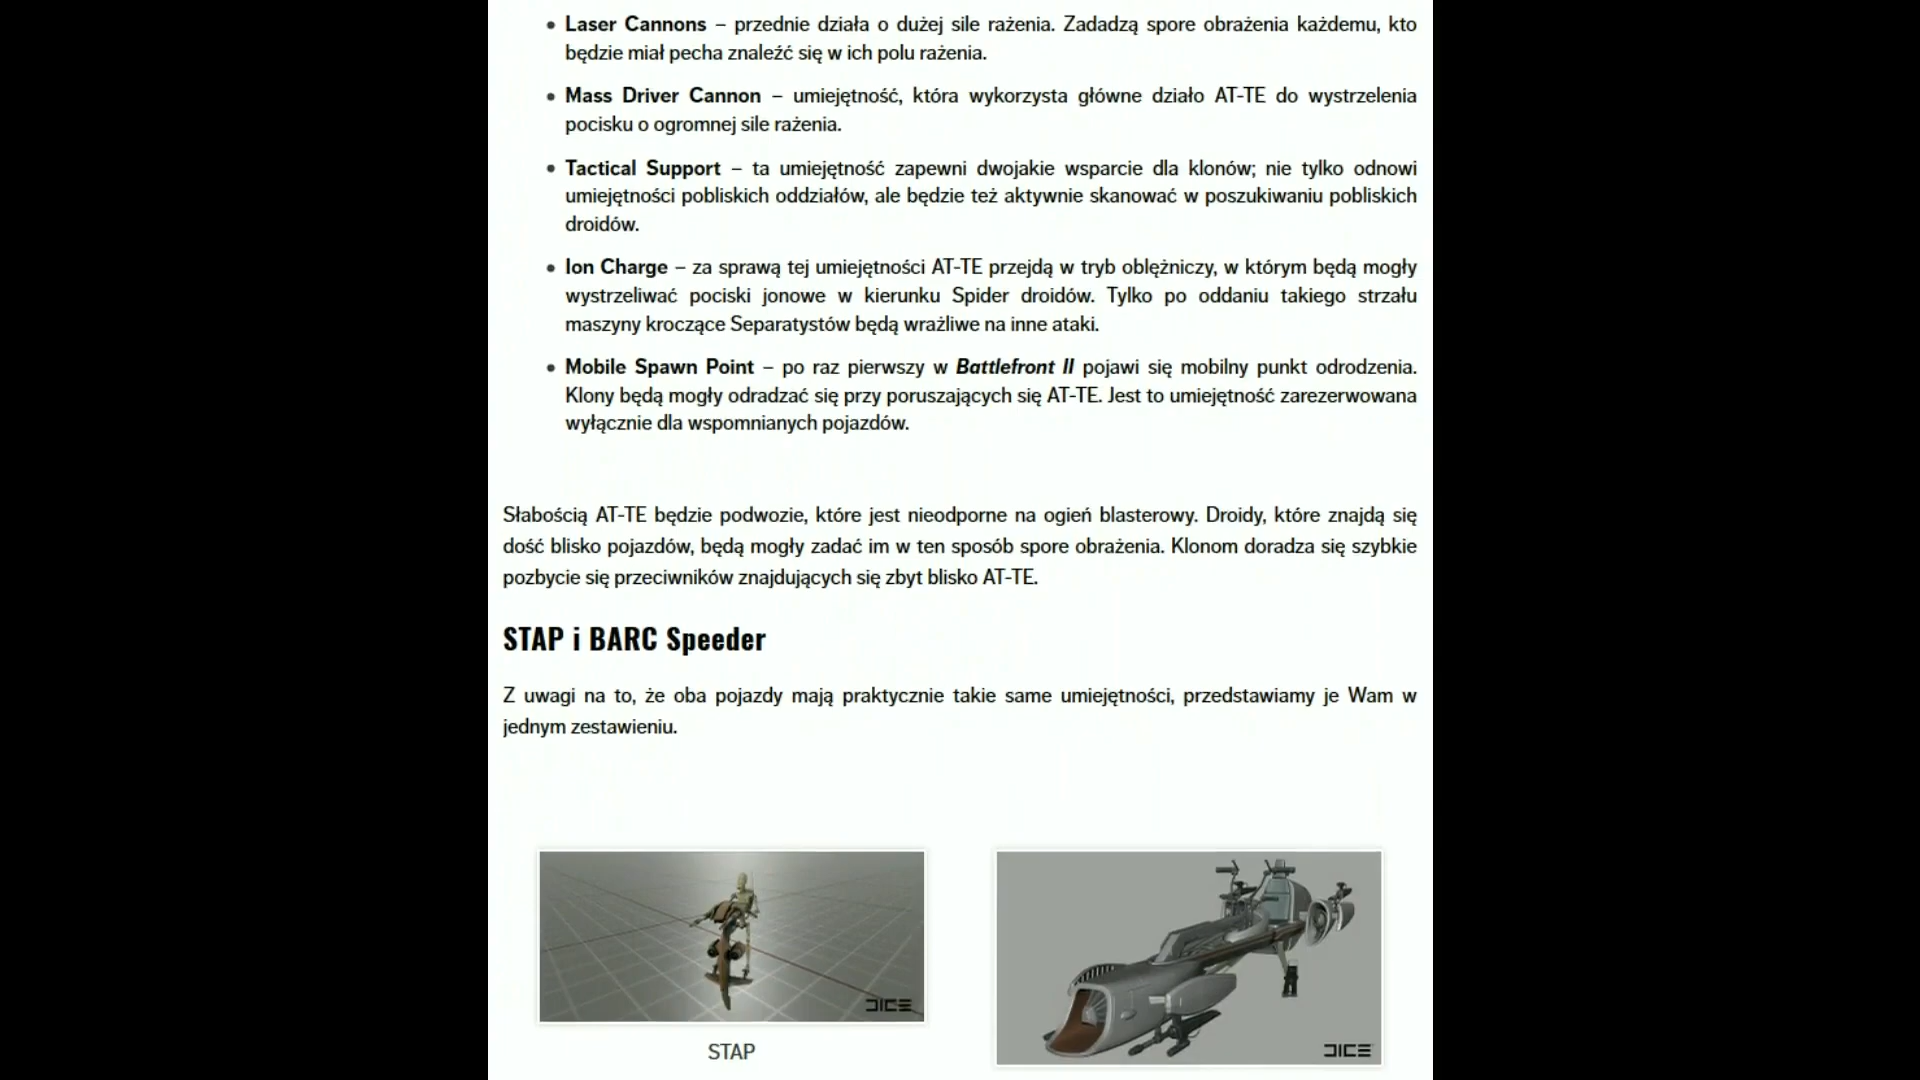 Laser Cannons – przednie działa o dużej sile rażenia. Zadadzą spore obrażenia każdemu, kto
będzie miał pecha znaleźć się w ich polu rażenia.
Mass Driver Cannon – umiejętność, która wykorzysta główne działo AT-TE do wystrzelenia
pocisku o ogromnej sile rażenia.
Tactical Support – ta umiejętność zapewni dwojakie wsparcie dla klonów; nie tylko odnowi
umiejętności pobliskich oddziałów, ale będzie też aktywnie skanować w poszukiwaniu pobliskich
droidów.
Ion Charge – za sprawą tej umiejętności AT-TE przejdą w tryb oblężniczy, w którym będą mogły
wystrzeliwać pociski jonowe w kierunku Spider droidów. Tylko po oddaniu takiego strzału
maszyny kroczące Separatystów będą wrażliwe na inne ataki.
Mobile Spawn Point – po raz pierwszy w Battlefront II pojawi się mobilny punkt odrodzenia.
Klony będą mogły odradzać się przy poruszających się AT-TE. Jest to umiejętność zarezerwowana
wyłącznie dla wspomnianych pojazdów.
Słabością AT-TE będzie podwozie, które jest nieodporne na ogień blasterowy. Droidy, które znajdą się
dość blisko pojazdów, będą mogły zadać im w ten sposób spore obrażenia. Klonom doradza się szybkie
pozbycie się przeciwników znajdujących się zbyt blisko AT-TE.
STAP i BARC Speeder
Z uwagi na to, że oba pojazdy mają praktycznie takie same umiejętności, przedstawiamy je Wam w
jednym zestawieniu.
DICE
DICE
STAP